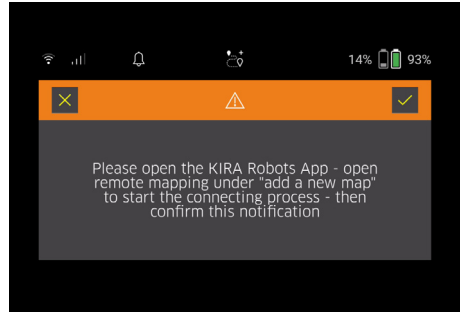 14% 93%
Please open the KIRA Robots App - open
remote mapping under "add a new map"
to start the connecting process - then
confirm this notification